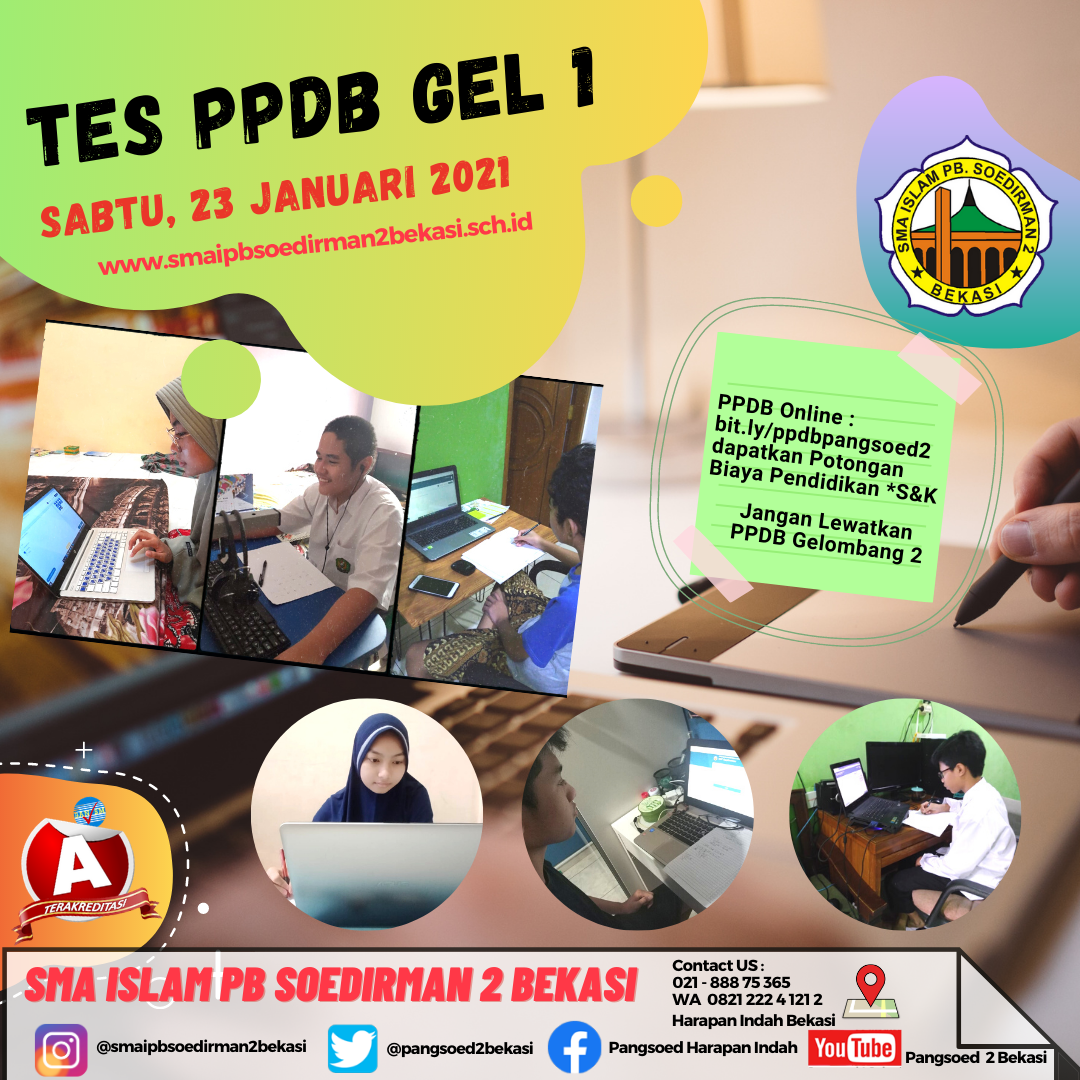 TES PPDB GEL 1
SABTU, 23 JANUARI 2021
www.smaipbsoedirman2bekasi.sch.id
SMA ISLAM PB. SOEDIRMAN 2
BEKASI
PPDB Online :
bit.ly/ppdbpangsoed2
dapatkan Potongan
Biaya Pendidikan *S&K
Jangan Lewatkan
PPDB Gelombang 2
A
TERAKREDITASI
SMA ISLAM PB SOEDIRMAN 2 BEKASI
Contact US :
021 - 888 75 365
WA 0821 222 4 121 2
Harapan Indah Bekasi
@smaipbsoedirman2bekasi
@pangsoed2bekasi
Pangsoed Harapan Indah
YouTube
Pangsoed 2 Bekasi